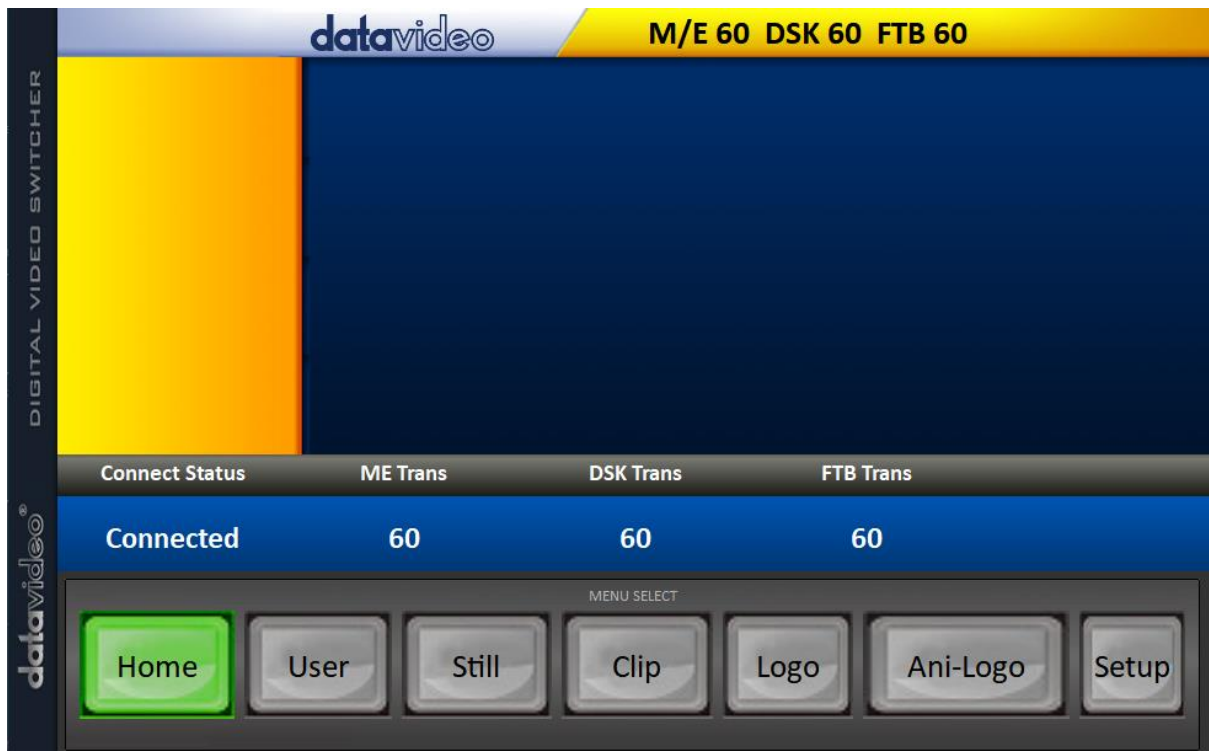 datavideo
M/E 60 DSK 60 FTB 60
DIGITAL VIDEO SWITCHER
datavideo®
Connect Status ME Trans DSK Trans FTB Trans
Connected 60 60 60
MENU SELECT
Home User Still Clip Logo Ani-Logo Setup